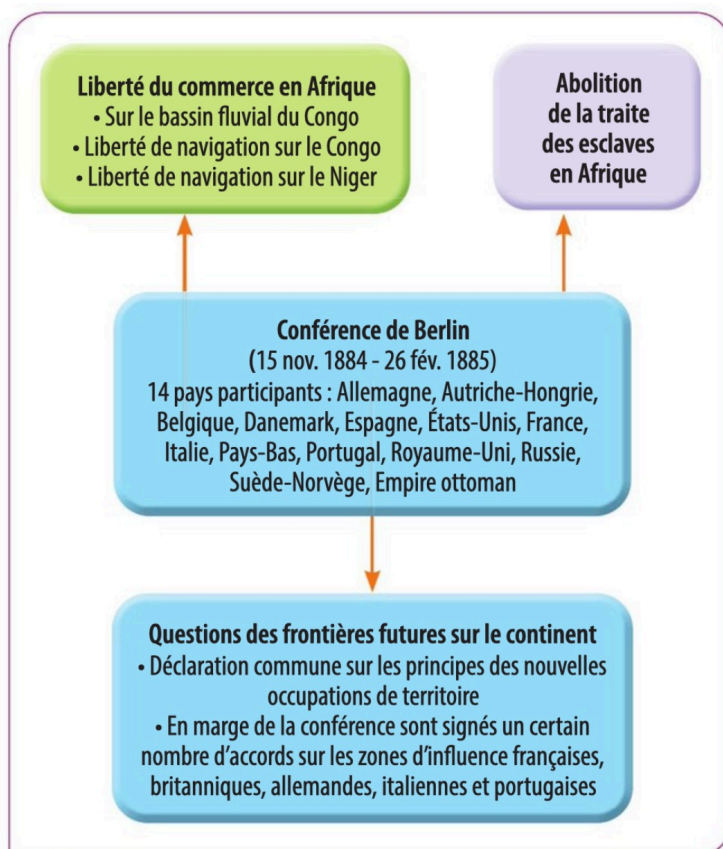 Liberté du commerce en Afrique
• Sur le bassin fluvial du Congo
• Liberté de navigation sur le Congo
• Liberté de navigation sur le Niger
Abolition
de la traite
des esclaves
en Afrique
Conférence de Berlin
(15 nov. 1884 - 26 fév. 1885)
14 pays participants : Allemagne, Autriche-Hongrie,
Belgique, Danemark, Espagne, États-Unis, France,
Italie, Pays-Bas, Portugal, Royaume-Uni, Russie,
Suède-Norvège, Empire ottoman
Questions des frontières futures sur le continent
• Déclaration commune sur les principes des nouvelles
occupations de territoire
• En marge de la conférence sont signés un certain
nombre d’accords sur les zones d’influence françaises,
britanniques, allemandes, italiennes et portugaises